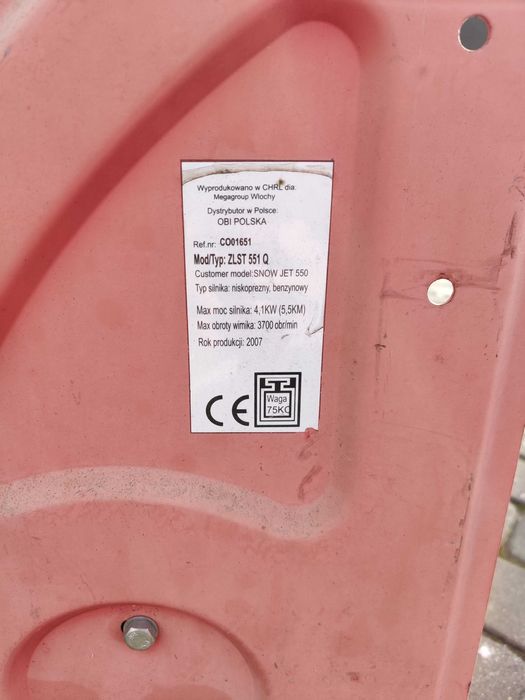 Wyprodukowano w CHRL dla:
Megagroup Włochy
Dystrybutor w Polsce:
OBI POLSKA
Ref.nr: CO01651
Mod/Typ: ZLST 551 Q
Customer model:SNOW JET 550
Typ silnika: niskoprezny, benzynowy
Max moc silnika: 4,1KW (5,5KM)
Max obroty wirnika: 3700 obr/min
Rok produkcji: 2007
CE
Waga
75KG